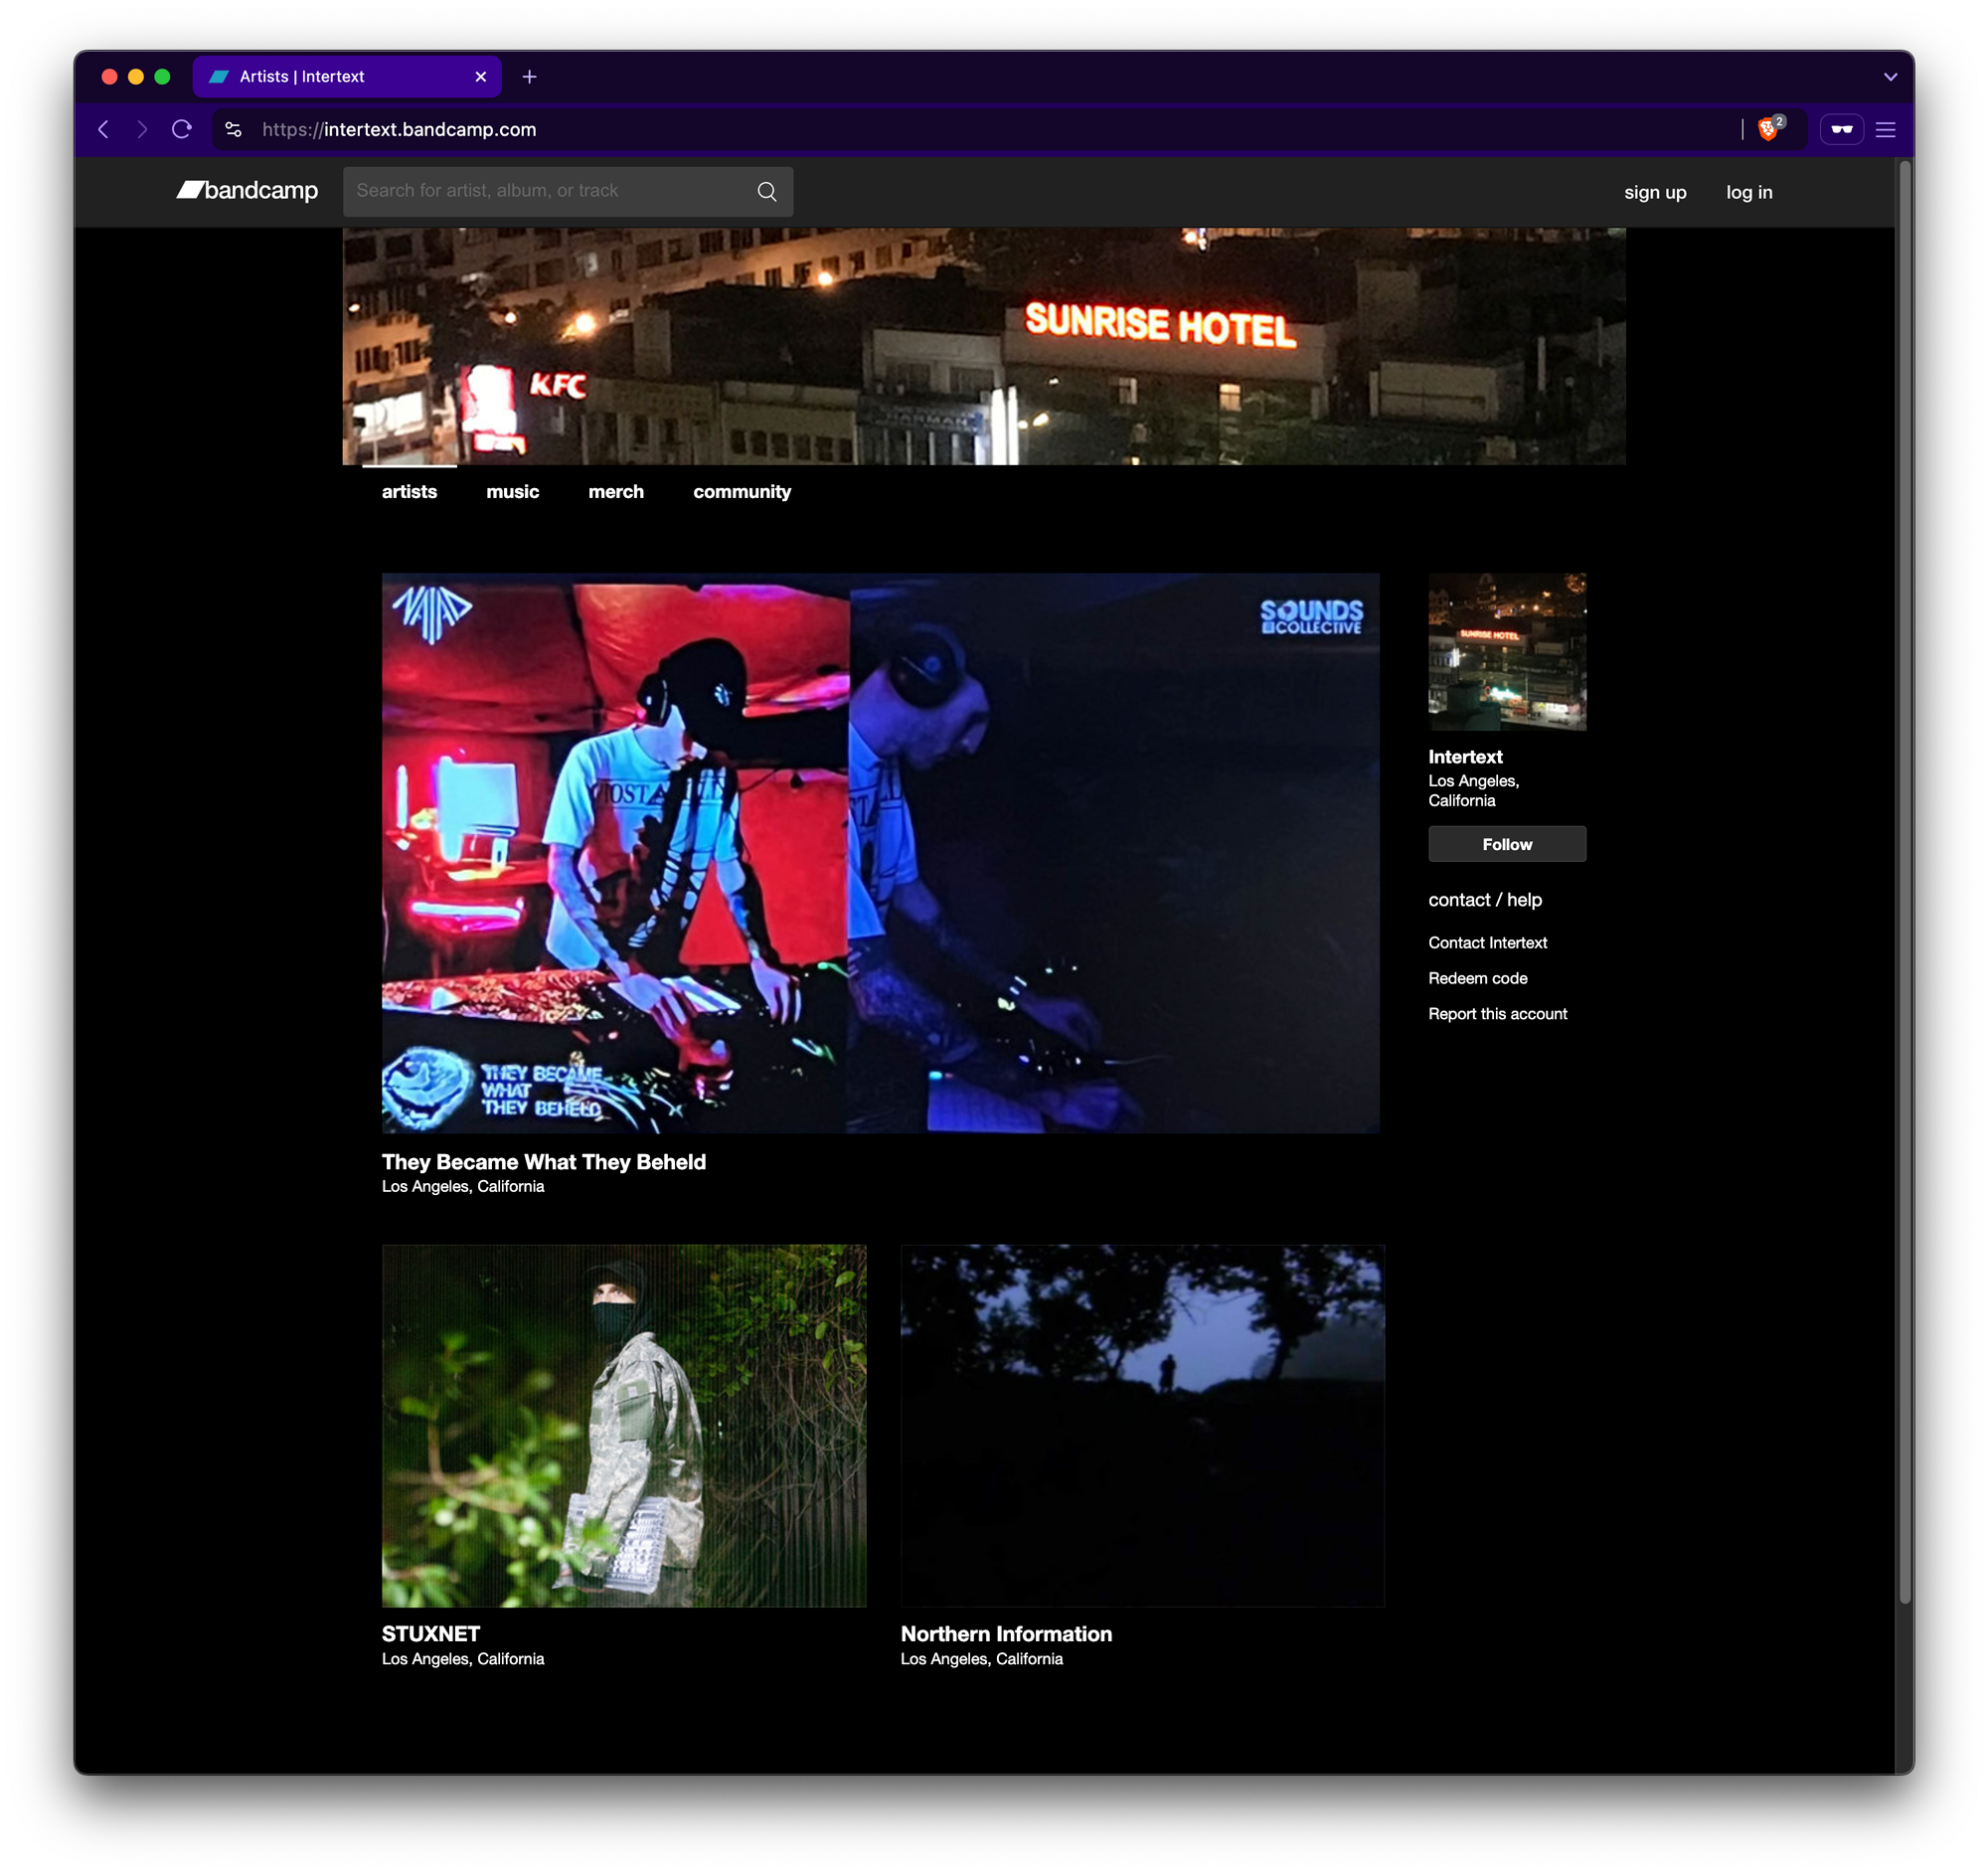 Artists | Intertext
https://intertext.bandcamp.com
2
bandcamp
Search for artist, album, or track
sign up
log in
SUNRISE HOTEL
KFC
artists
music
merch
community
SOUNDS
COLLECTIVE
THEY BECAME
WHAT
THEY BEHELD
SUNRISE HOTEL
Intertext
Los Angeles,
California
Follow
contact / help
Contact Intertext
Redeem code
Report this account
They Became What They Beheld
Los Angeles, California
STUXNET
Los Angeles, California
Northern Information
Los Angeles, California